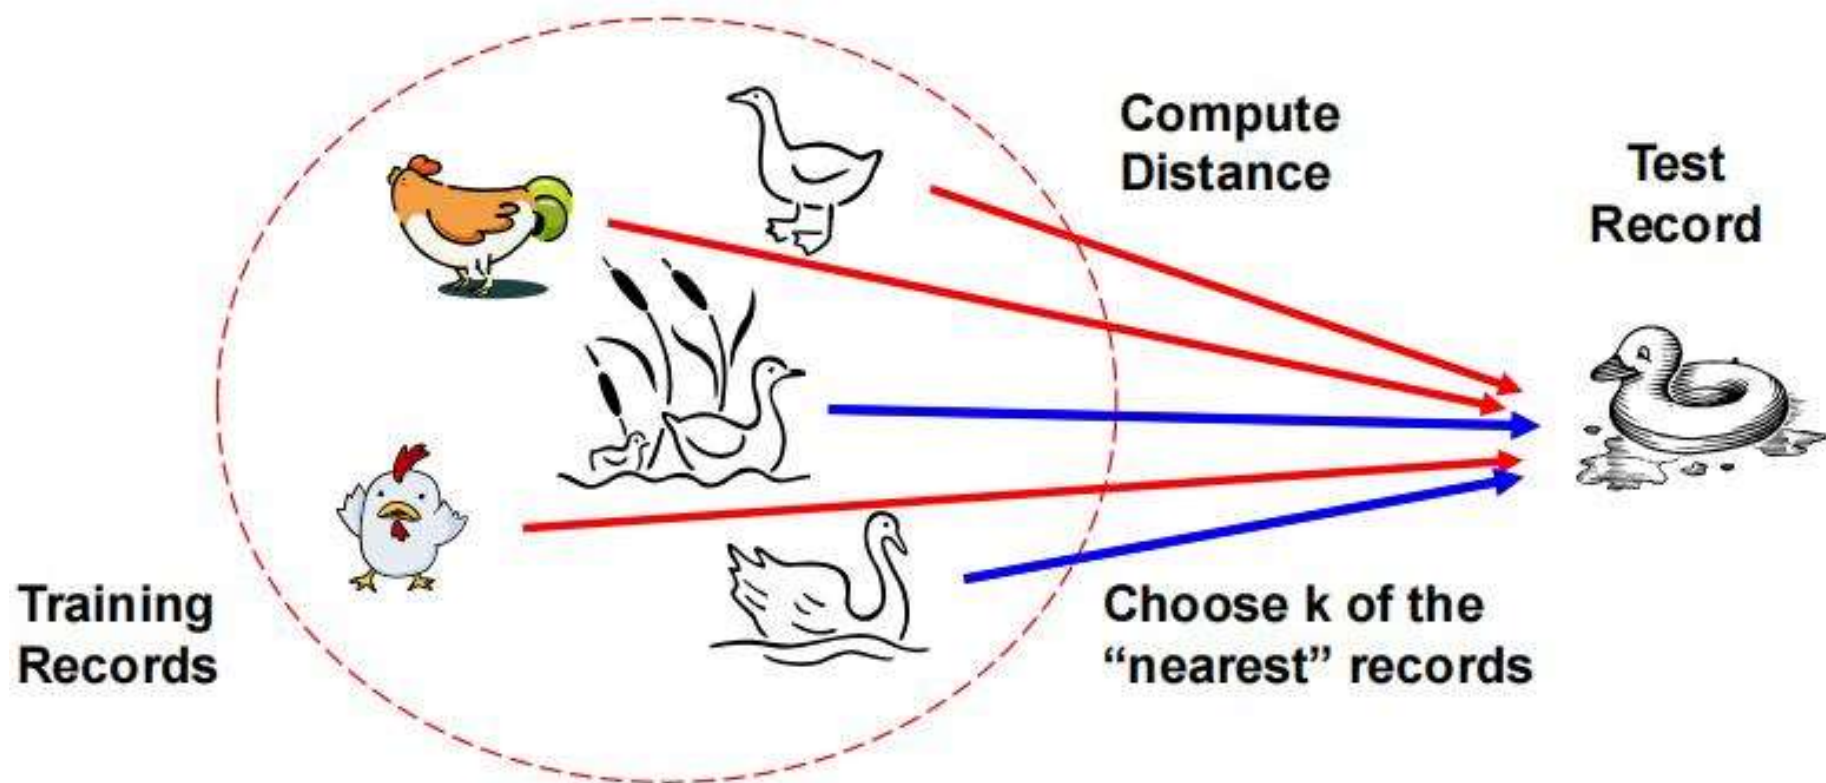 Compute
Distance
Test
Record
Training
Records
Choose k of the
“nearest” records